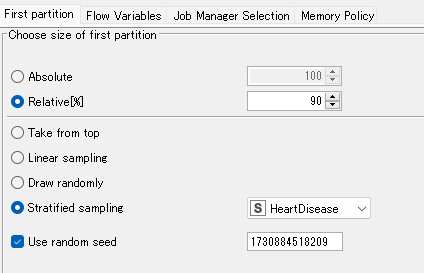 First partition Flow Variables Job Manager Selection Memory Policy
Choose size of first partition
Absolute 100
Relative[%] 90
Take from top
Linear sampling
Draw randomly
Stratified sampling S HeartDisease
Use random seed 1730884518209